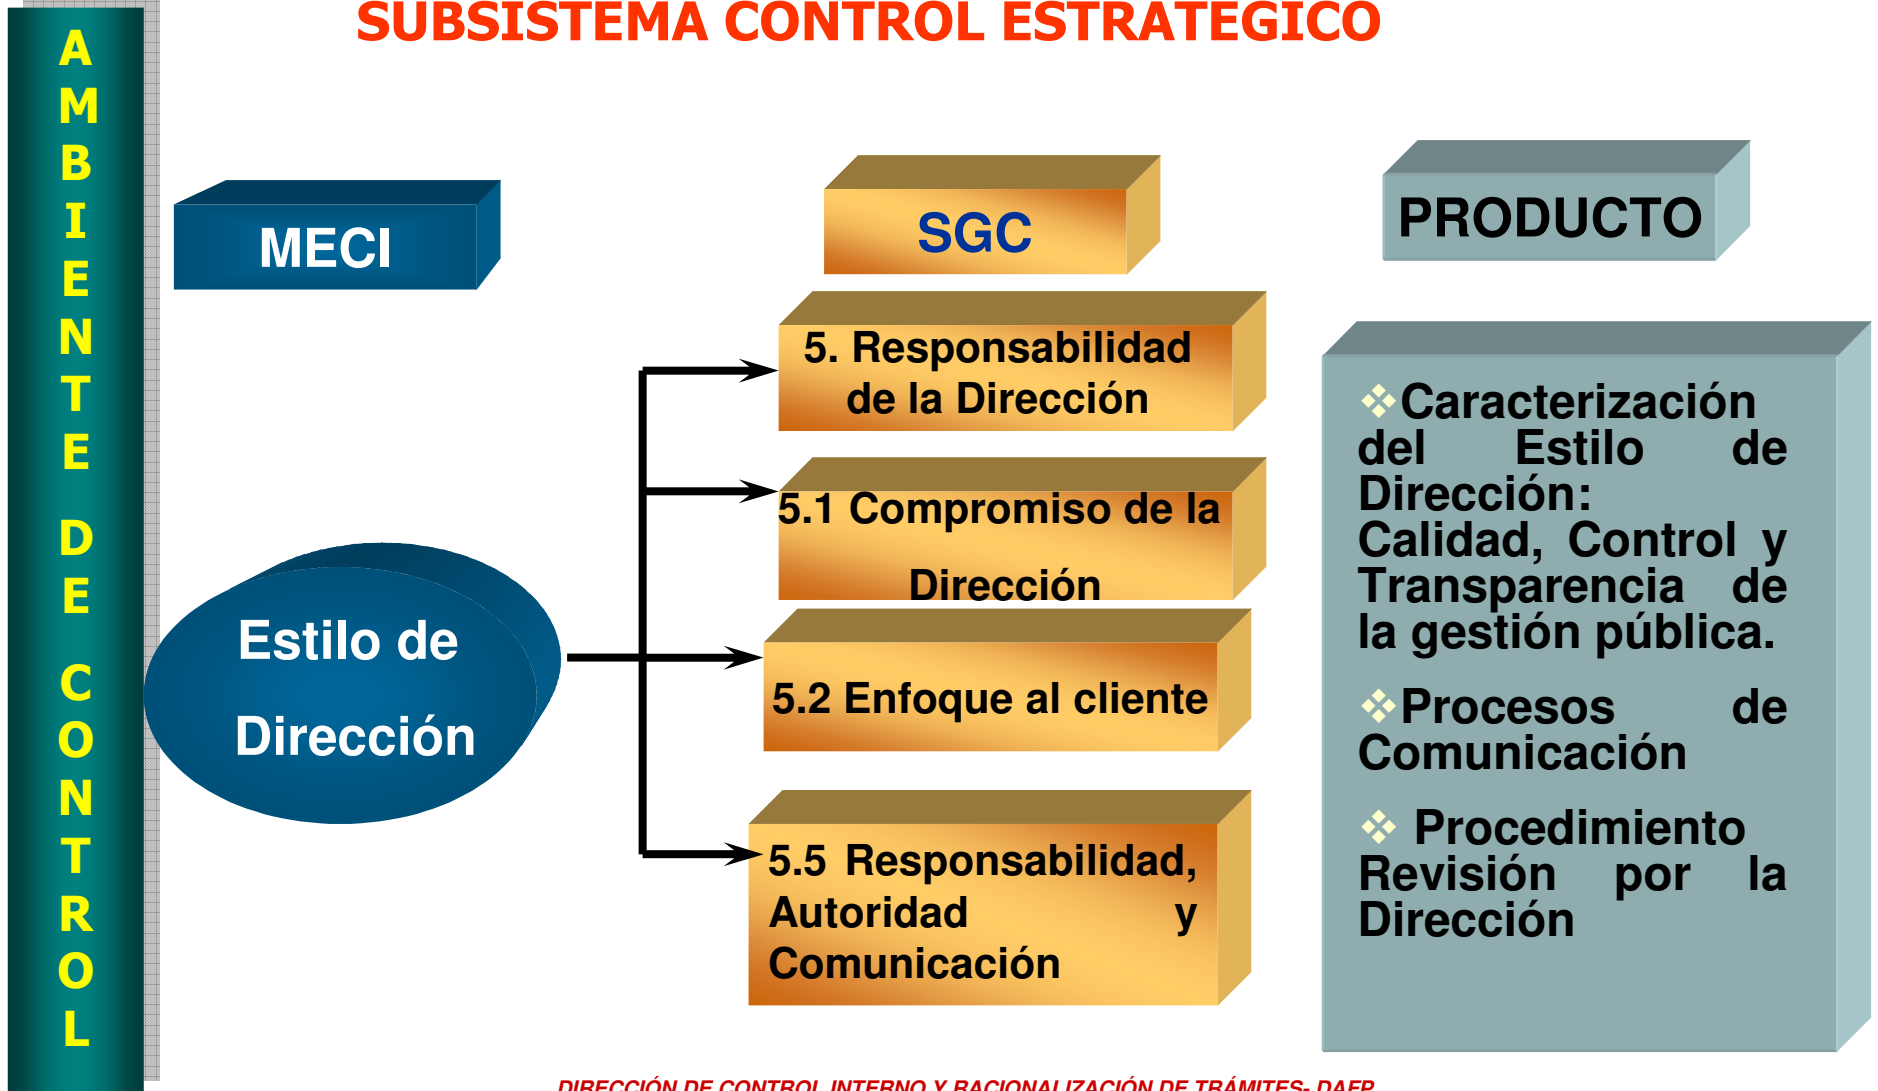 SUBSISTEMA CONTROL ESTRATEGICO
A
M
B
I
E
N
T
E
D
E
C
O
N
T
R
O
L
MECI
Estilo de
Dirección
SGC
5. Responsabilidad
de la Dirección
5.1 Compromiso de la
Dirección
5.2 Enfoque al cliente
5.5 Responsabilidad,
Autoridad y
Comunicación
PRODUCTO
❖Caracterización
del Estilo de
Dirección:
Calidad, Control y
Transparencia de
la gestión pública.
❖Procesos de
Comunicación
❖ Procedimiento
Revisión por la
Dirección
DIRECCIÓN DE CONTROL INTERNO Y RACIONALIZACIÓN DE TRÁMITES- DAFP